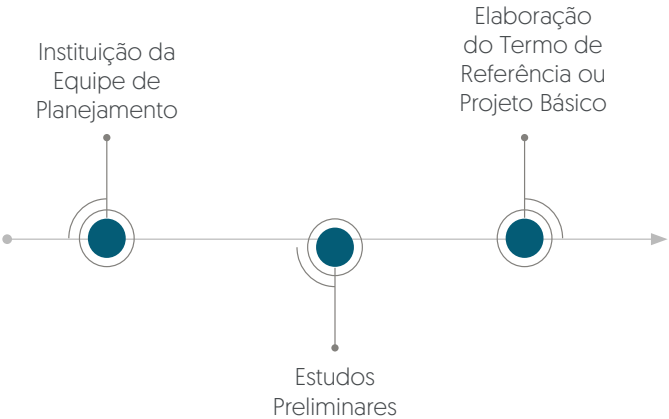 Instituição da
Equipe de
Planejamento
Estudos
Preliminares
Elaboração
do Termo de
Referência ou
Projeto Básico